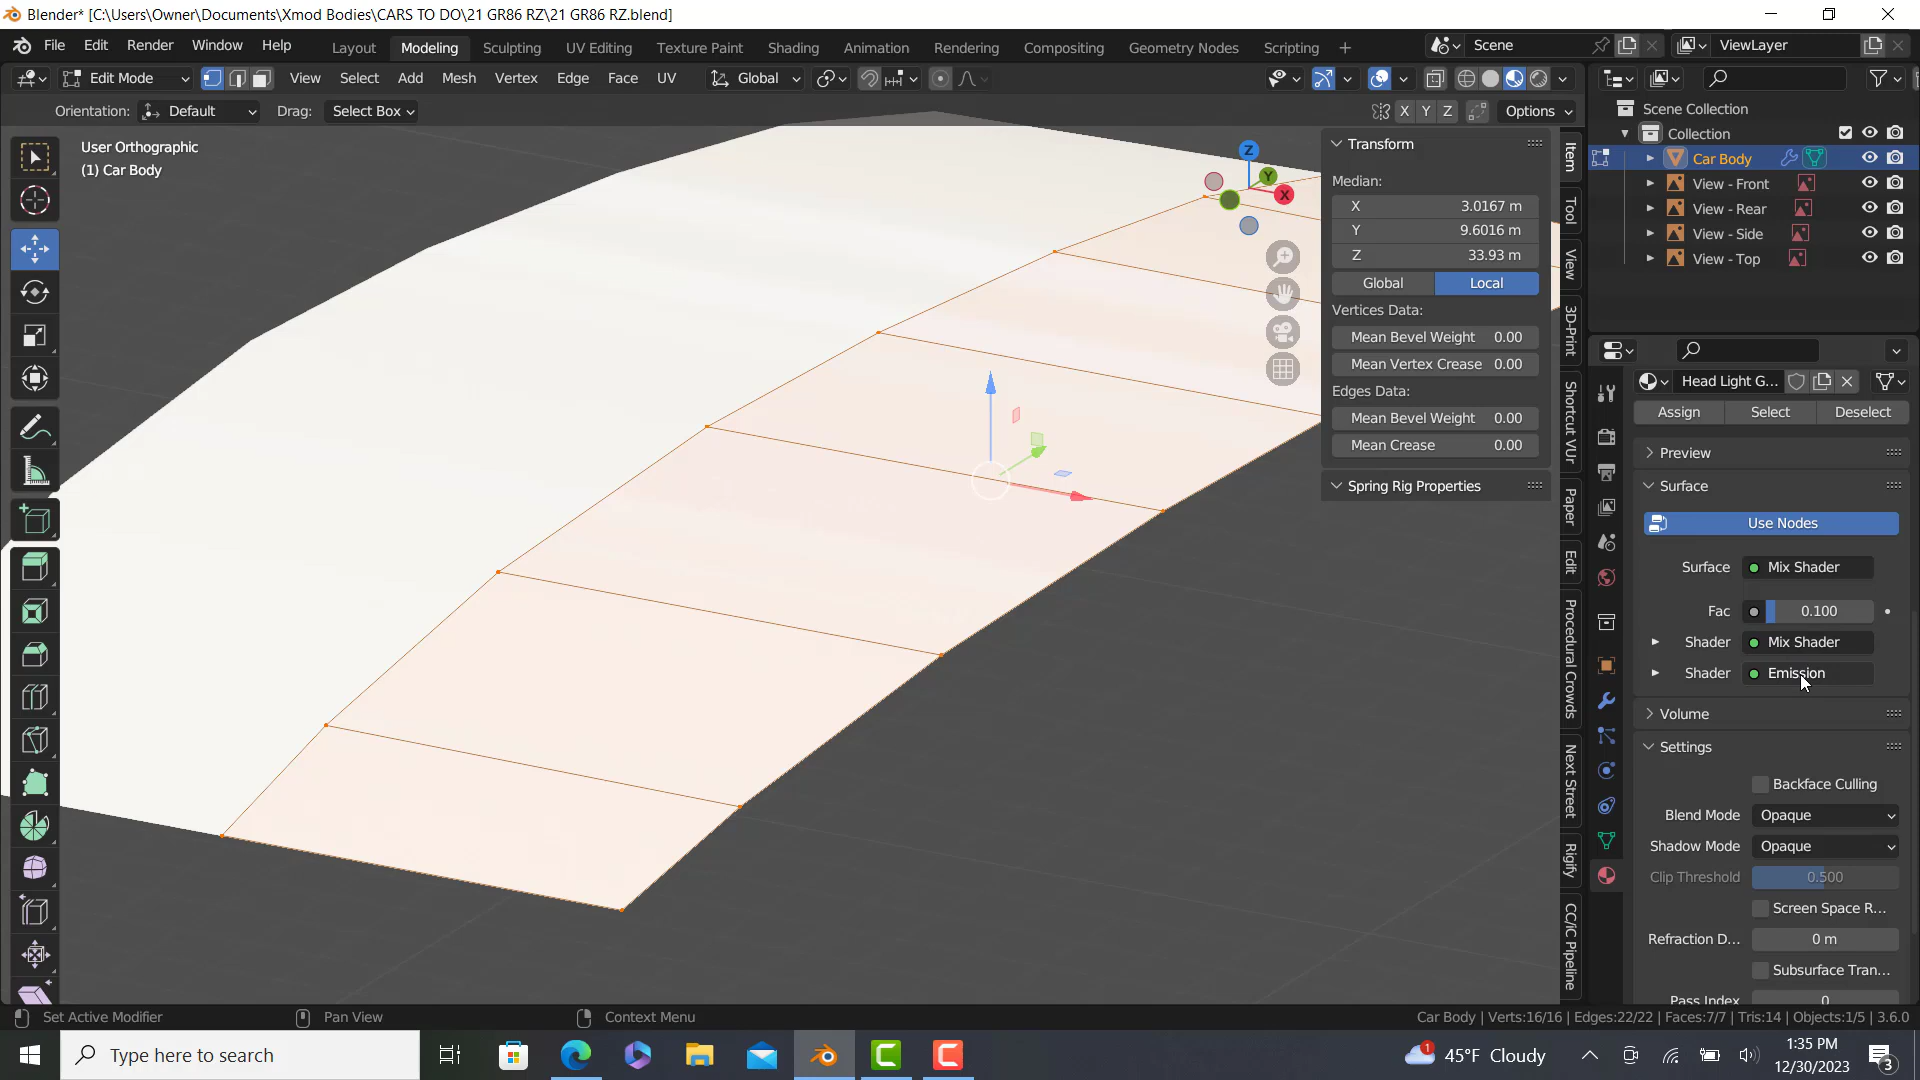 Blender* [C:\Users\Owner\Documents\Xmod Bodies\CARS TO DO\21 GR86 RZ\21 GR86 RZ.blend]
File Edit Render Window Help Layout Modeling Sculpting UV Editing Texture Paint Shading Animation Rendering Compositing Geometry Nodes Scripting + Scene ViewLayer
Edit Mode View Select Add Mesh Vertex Edge Face UV Global
Orientation: Default Drag: Select Box X Y Z Options
User Orthographic
(1) Car Body
Z
Y
X
Transform
Median:
X 3.0167 m
Y 9.6016 m
Z 33.93 m
Global Local
Vertices Data:
Mean Bevel Weight 0.00
Mean Vertex Crease 0.00
Edges Data:
Mean Bevel Weight 0.00
Mean Crease 0.00
Spring Rig Properties
Item
Tool
View
3D-Print
Shortcut VUr
Paper
Edit
Procedural Crowds
Next Street
Rigify
CC/iC Pipeline
Scene Collection
Collection
Car Body
View - Front
View - Rear
View - Side
View - Top
Head Light G...
Assign Select Deselect
Preview
Surface
Use Nodes
Surface Mix Shader
Fac 0.100
Shader Mix Shader
Shader Emission
Volume
Settings
Backface Culling
Blend Mode Opaque
Shadow Mode Opaque
Clip Threshold 0.500
Screen Space R...
Refraction D... 0 m
Subsurface Tran...
Pass Index 0
Set Active Modifier Pan View Context Menu Car Body | Verts:16/16 | Edges:22/22 | Faces:7/7 | Tris:14 | Objects:1/5 | 3.6.0
Type here to search 1 45°F Cloudy 1:35 PM
12/30/2023 3